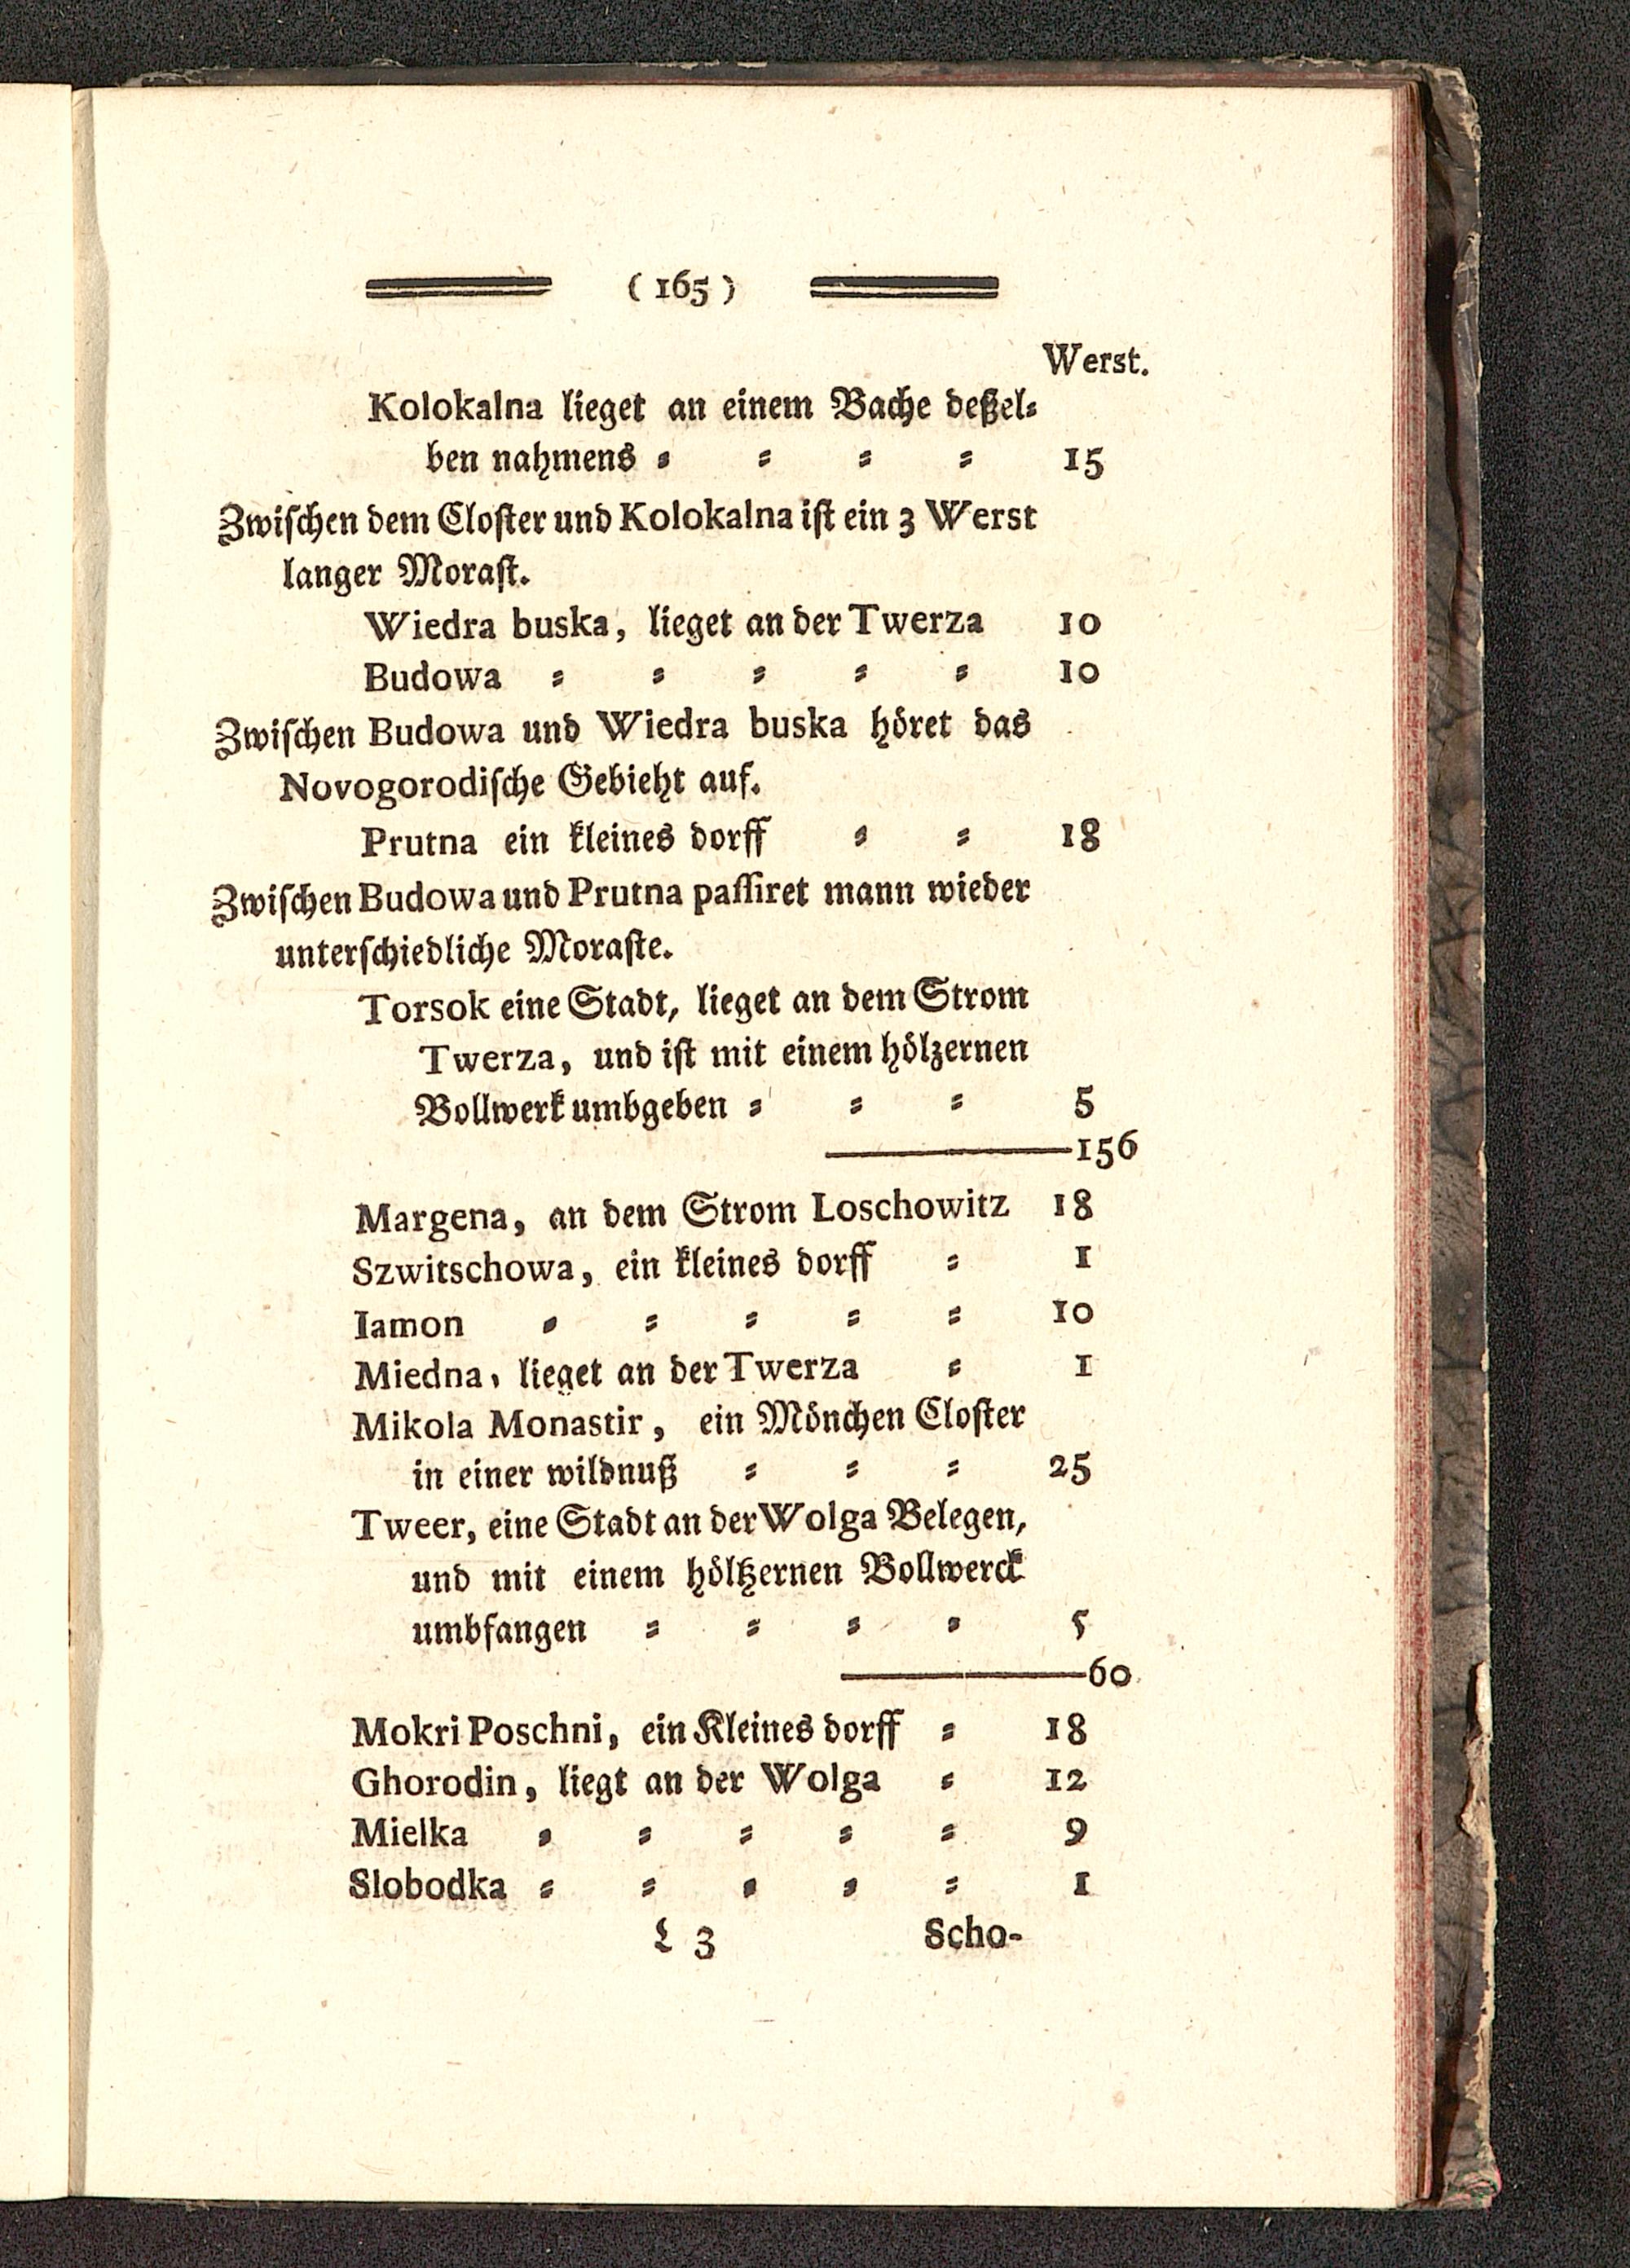 ( 165 )
Werst.
Kolokalna lieget an einem Bache deßel⸗
ben nahmens ⸗ ⸗ ⸗ ⸗ 15
Zwiſchen dem Cloſter und Kolokalna iſt ein 3 Werst
langer Moraſt.
Wiedra buska, lieget an der Twerza 10
Budowa ⸗ ⸗ ⸗ ⸗ ⸗ 10
Zwiſchen Budowa und Wiedra buska höret das
Novogorodiſche Gebieht auf.
Prutna ein kleines dorff ⸗ ⸗ 18
Zwiſchen Budowa und Prutna paſſiret mann wieder
unterſchiedliche Moraſte.
Torsok eine Stadt, lieget an dem Strom
Twerza, und iſt mit einem hölzernen
Bollwerk umbgeben ⸗ ⸗ ⸗ 5
156
Margena, an dem Strom Loschowitz 18
Szwitschowa, ein kleines dorff ⸗ 1
Iamon ⸗ ⸗ ⸗ ⸗ ⸗ 10
Miedna, lieget an der Twerza ⸗ 1
Mikola Monastir, ein Mönchen Cloſter
in einer wildnuß ⸗ ⸗ ⸗ 25
Tweer, eine Stadt an der Wolga Belegen,
und mit einem höltzernen Bollwerck
umbfangen ⸗ ⸗ ⸗ ⸗ 5
60
Mokri Poschni, ein Kleines dorff ⸗ 18
Ghorodin, liegt an der Wolga ⸗ 12
Mielka ⸗ ⸗ ⸗ ⸗ ⸗ 9
Slobodka ⸗ ⸗ ⸗ ⸗ ⸗ 1
L 3 Scho-